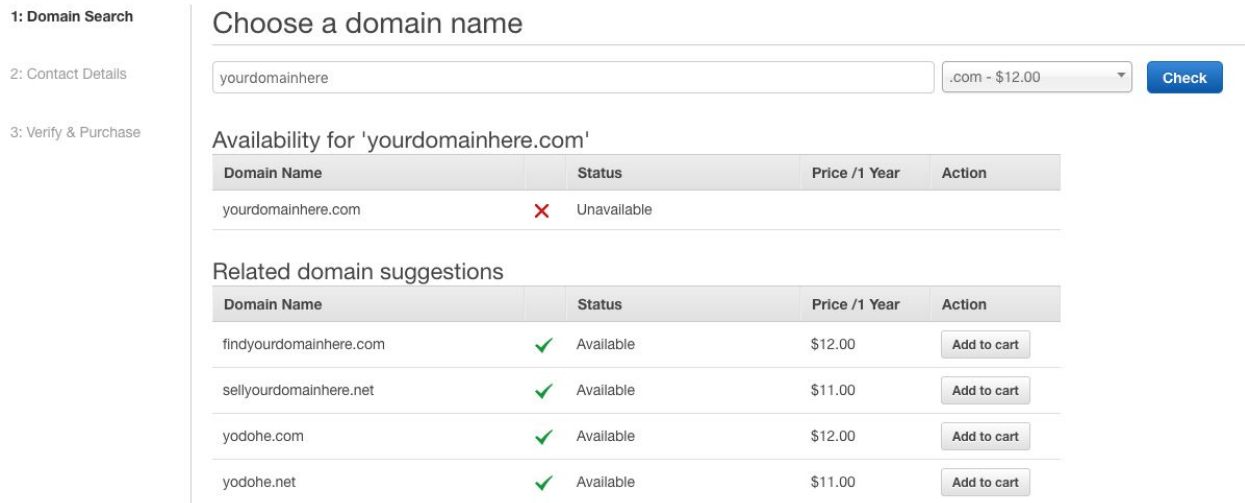 1: Domain Search
2: Contact Details
3: Verify & Purchase
Choose a domain name
yourdomainhere .com - $12.00 Check
Availability for 'yourdomainhere.com'
Domain Name Status Price /1 Year Action
yourdomainhere.com Unavailable
Related domain suggestions
Domain Name Status Price /1 Year Action
findyourdomainhere.com Available $12.00 Add to cart
sellyourdomainhere.net Available $11.00 Add to cart
yodohe.com Available $12.00 Add to cart
yodohe.net Available $11.00 Add to cart